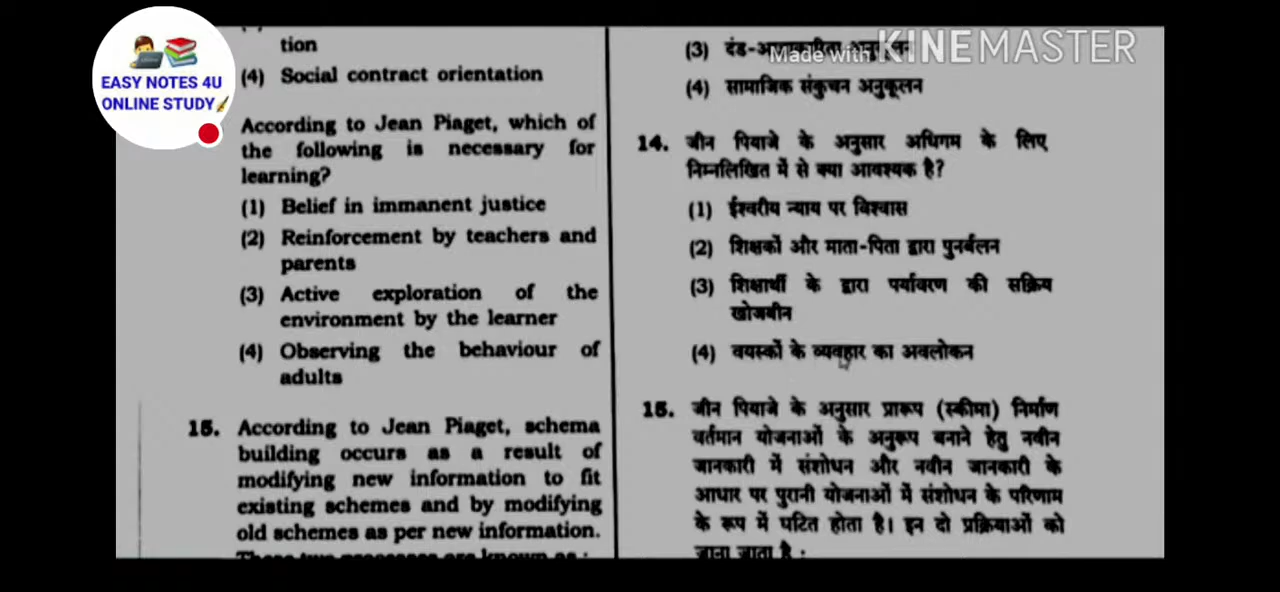 EASY NOTES 4U
ONLINE STUDY
Made with KINEMASTER
tion
(4) Social contract orientation
According to Jean Piaget, which of
the following is necessary for
learning?
(1) Belief in immanent justice
(2) Reinforcement by teachers and
parents
(3) Active exploration of the
environment by the learner
(4) Observing the behaviour of
adults
15. According to Jean Piaget, schema
building occurs as a result of
modifying new information to fit
existing schemes and by modifying
old schemes as per new information.
These two processes are known as :
(3) दंड-
(4) सामाजिक संकुचन अनुकूलन
14. जीन पियाजे के अनुसार अधिगम के लिए
निम्नलिखित में से क्या आवश्यक है?
(1) ईश्वरीय न्याय पर विश्वास
(2) शिक्षकों और माता-पिता द्वारा पुनर्बलन
(3) शिक्षार्थी के द्वारा पर्यावरण की सक्रिय
खोजबीन
(4) वयस्कों के व्यवहार का अवलोकन
15. जीन पियाजे के अनुसार प्रारूप (स्कीमा) निर्माण
वर्तमान योजनाओं के अनुरूप बनाने हेतु नवीन
जानकारी में संशोधन और नवीन जानकारी के
आधार पर पुरानी योजनाओं में संशोधन के परिणाम
के रूप में घटित होता है। इन दो प्रक्रियाओं को
जाना जाता है :